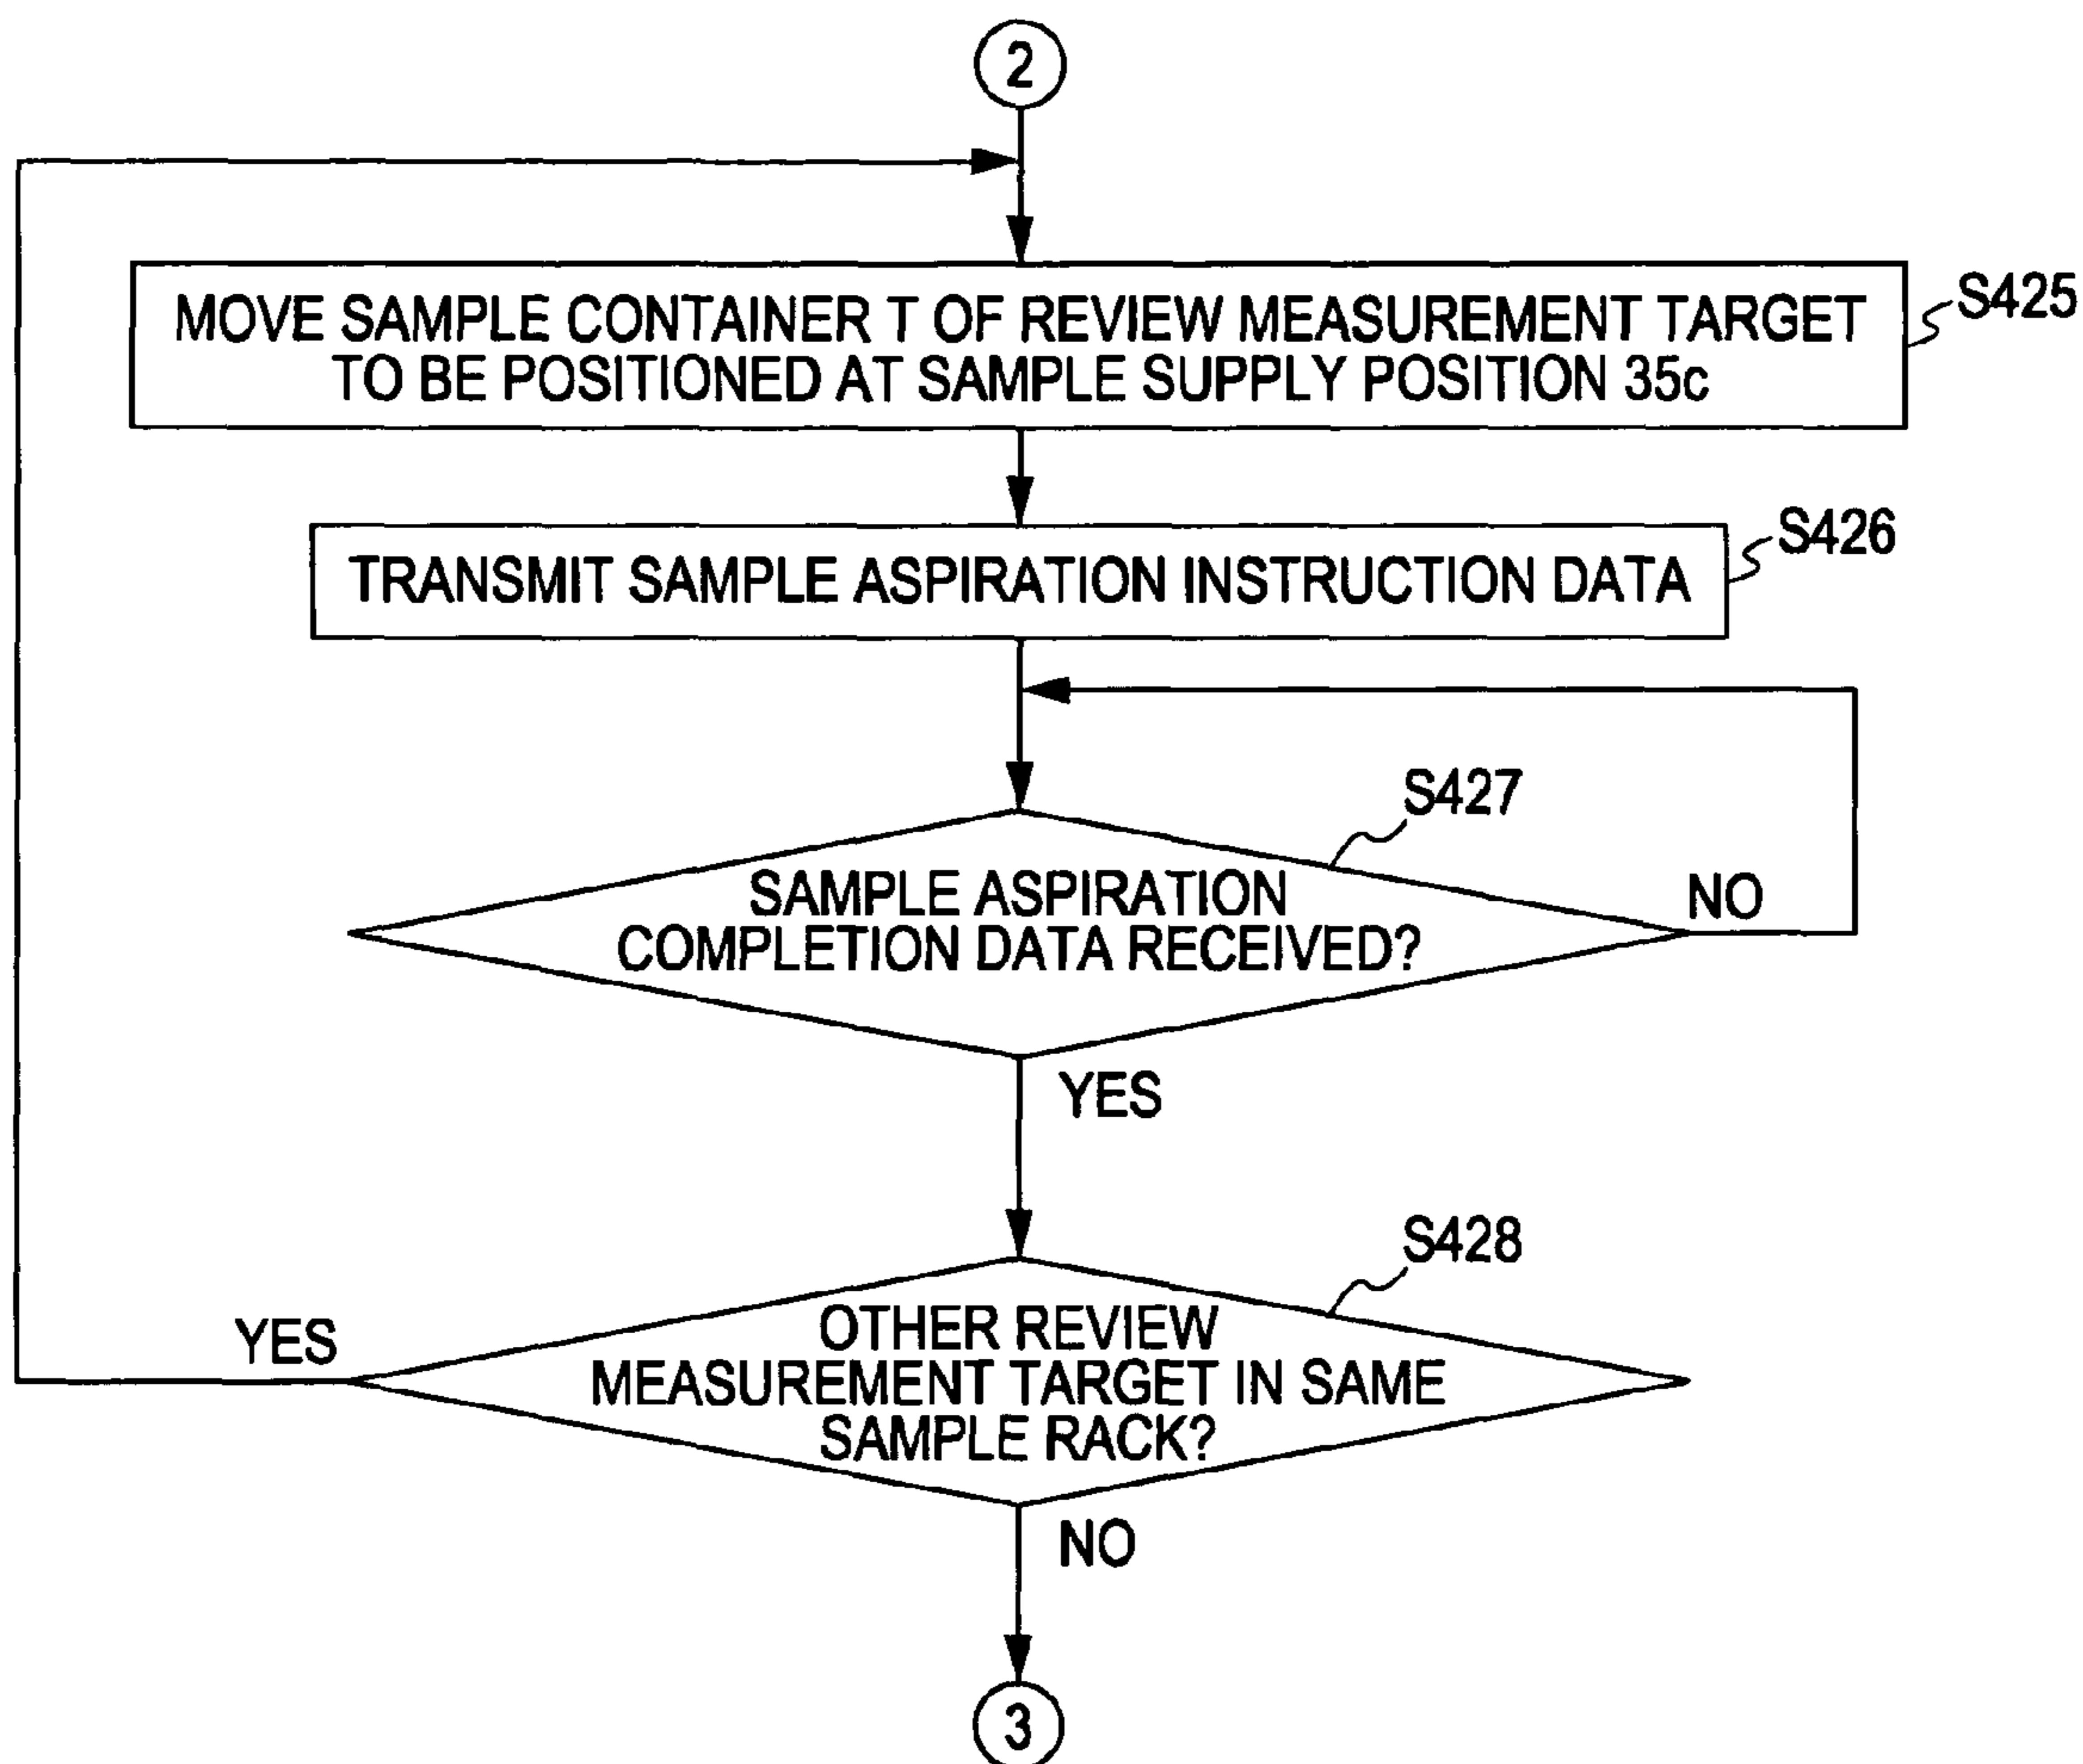 2
MOVE SAMPLE CONTAINER T OF REVIEW MEASUREMENT TARGET
TO BE POSITIONED AT SAMPLE SUPPLY POSITION 35c
S425
TRANSMIT SAMPLE ASPIRATION INSTRUCTION DATA
S426
S427
SAMPLE ASPIRATION
COMPLETION DATA RECEIVED?
NO
YES
S428
OTHER REVIEW
MEASUREMENT TARGET IN SAME
SAMPLE RACK?
YES
NO
3